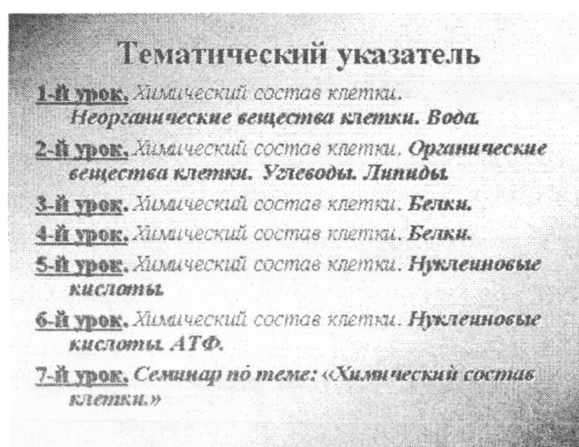 Тематический указатель
1-й урок. Химический состав клетки.
Неорганические вещества клетки. Вода.
2-й урок. Химический состав клетки. Органические
вещества клетки. Углеводы. Липиды.
3-й урок. Химический состав клетки. Белки.
4-й урок. Химический состав клетки. Белки.
5-й урок. Химический состав клетки. Нуклеиновые
кислоты.
6-й урок. Химический состав клетки. Нуклеиновые
кислоты. АТФ.
7-й урок. Семинар по теме: «Химический состав
клетки.»